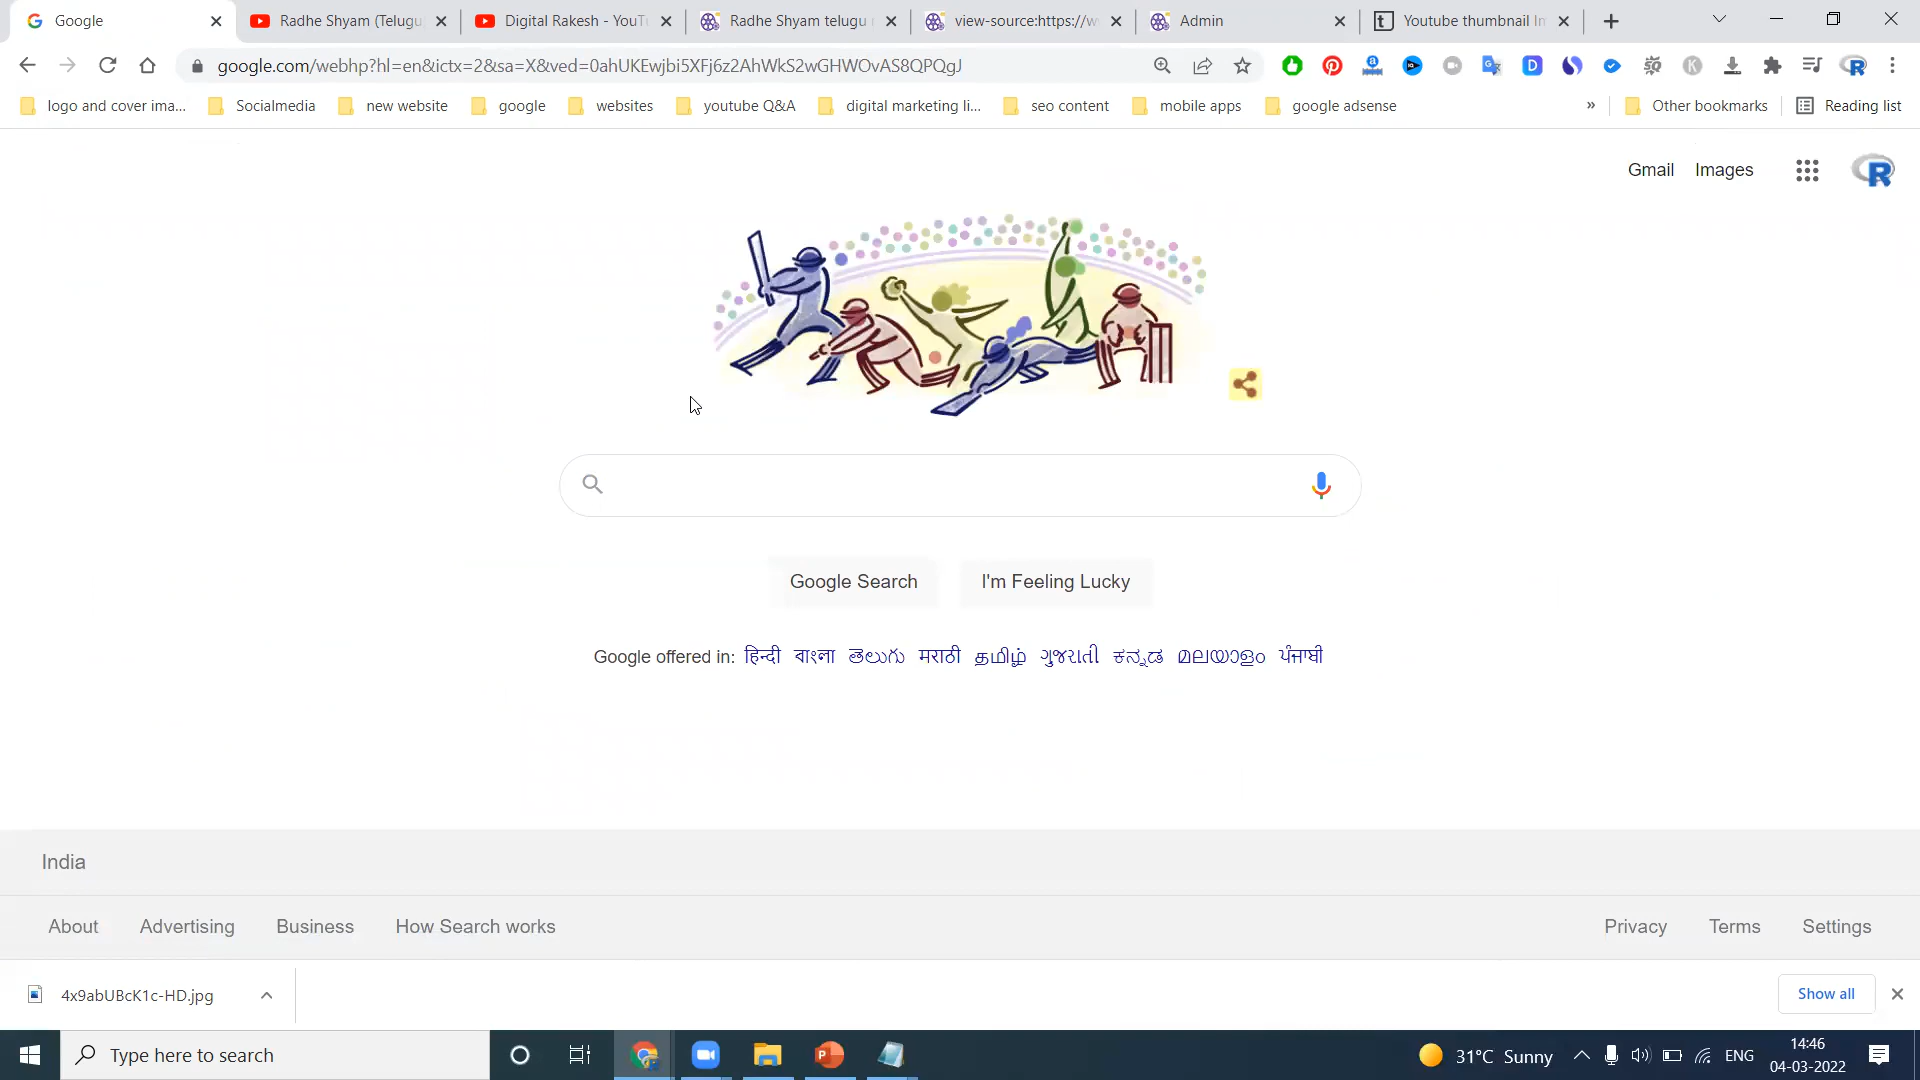 Google
Radhe Shyam (Telugu
Digital Rakesh - YouT
Radhe Shyam telugu
view-source:https://w
Admin
Youtube thumbnail Im
google.com/webhp?hl=en&ictx=2&sa=X&ved=0ahUKEwjbi5XFj6z2AhWkS2wGHWOvAS8QPQgJ
logo and cover ima...
Socialmedia
new website
google
websites
youtube Q&A
digital marketing li...
seo content
mobile apps
google adsense
»
Other bookmarks
Reading list
Gmail
Images
Google Search
I'm Feeling Lucky
Google offered in: हिन्दी বাংলা తెలుగు मराठी தமிழ் ગુજરાતી ಕನ್ನಡ മലയാളം ਪੰਜਾਬੀ
India
About
Advertising
Business
How Search works
Privacy
Terms
Settings
4x9abUBcK1c-HD.jpg
Show all
Type here to search
31°C Sunny
ENG
14:46
04-03-2022